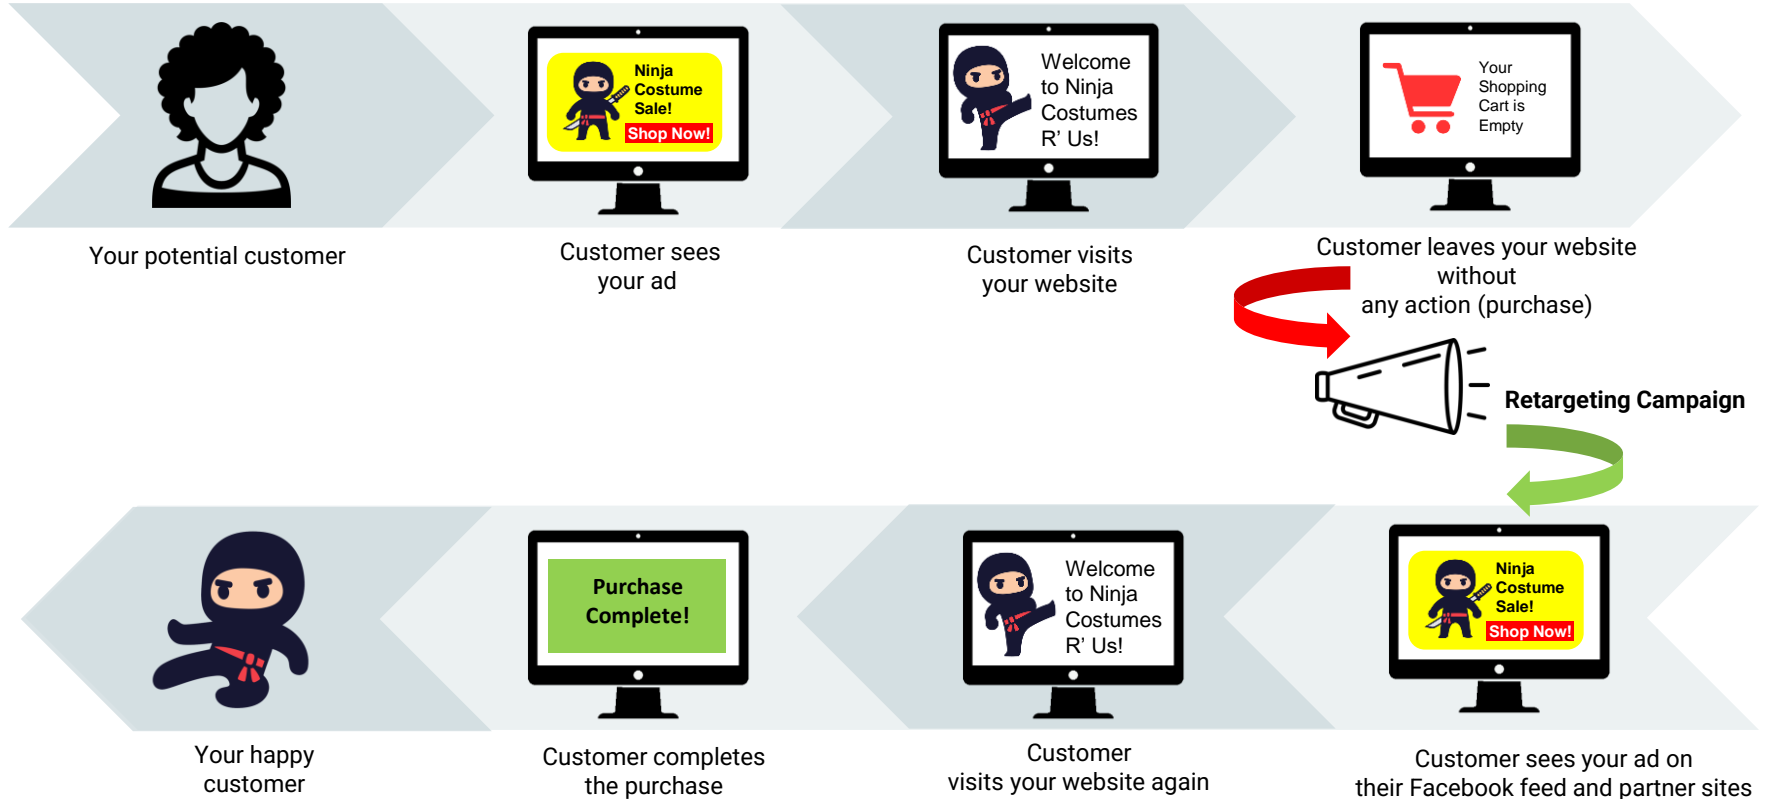 Ninja
Costume
Sale!
Shop Now!
Welcome
to Ninja
Costumes
R' Us!
Your
Shopping
Cart is
Empty
Your potential customer
Customer sees
your ad
Customer visits
your website
Customer leaves your website
without
any action (purchase)
Retargeting Campaign
Ninja
Costume
Sale!
Shop Now!
Welcome
to Ninja
Costumes
R' Us!
Purchase
Complete!
Customer sees your ad on
their Facebook feed and partner sites
Customer
visits your website again
Customer completes
the purchase
Your happy
customer